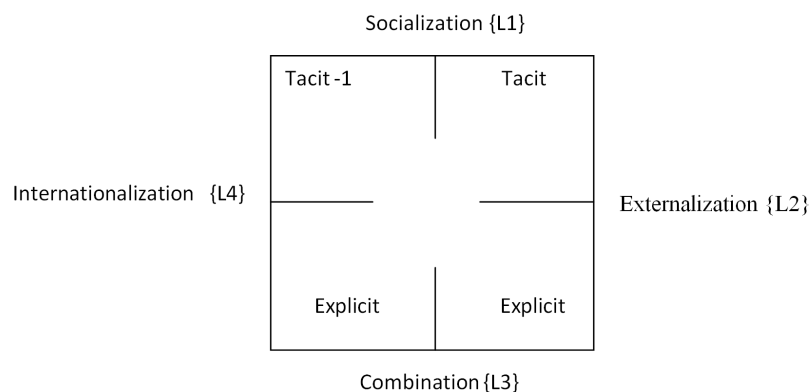 Socialization {L1}
Tacit -1
Tacit
Internationalization {L4}
Externalization {L2}
Explicit
Explicit
Combination {L3}